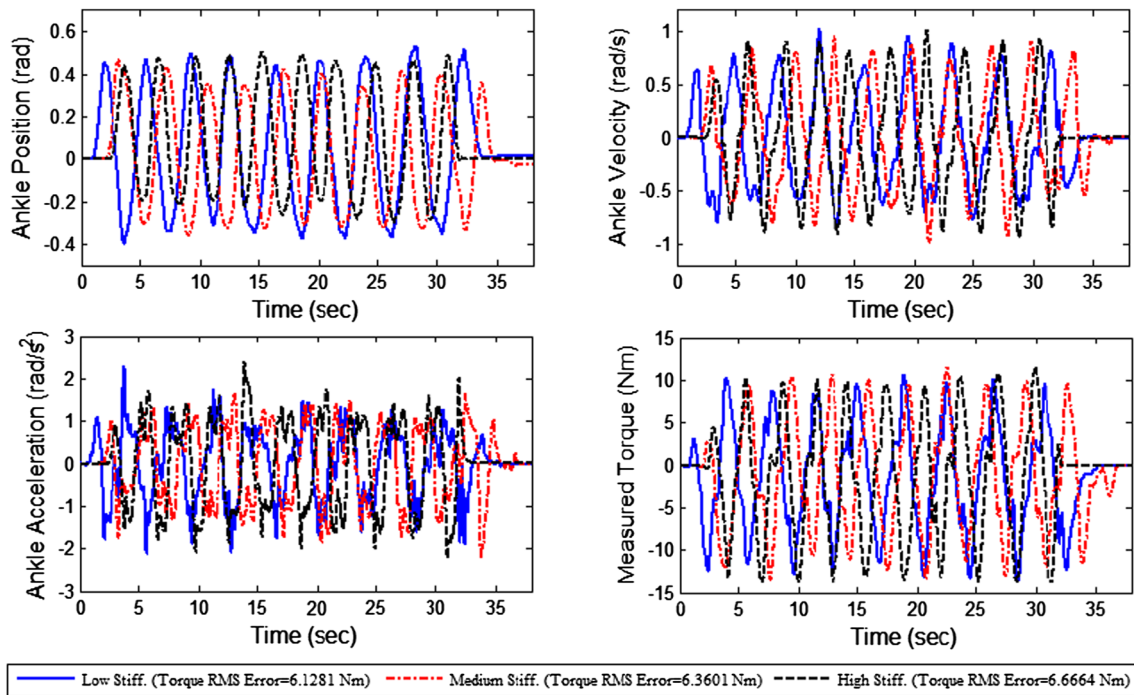 Ankle Position (rad)
0.6
0.4
0.2
0
-0.2
-0.4
0 5 10 15 20 25 30 35
Time (sec)
Ankle Velocity (rad/s)
1
0.5
0
-0.5
-1
0 5 10 15 20 25 30 35
Time (sec)
Ankle Acceleration (rad/s²)
3
2
1
0
-1
-2
-3
0 5 10 15 20 25 30 35
Time (sec)
Measured Torque (Nm)
15
10
5
0
-5
-10
-15
0 5 10 15 20 25 30 35
Time (sec)
Low Stiff. (Torque RMS Error=6.1281 Nm) Medium Stiff. (Torque RMS Error=6.3601 Nm) High Stiff. (Torque RMS Error=6.6664 Nm)